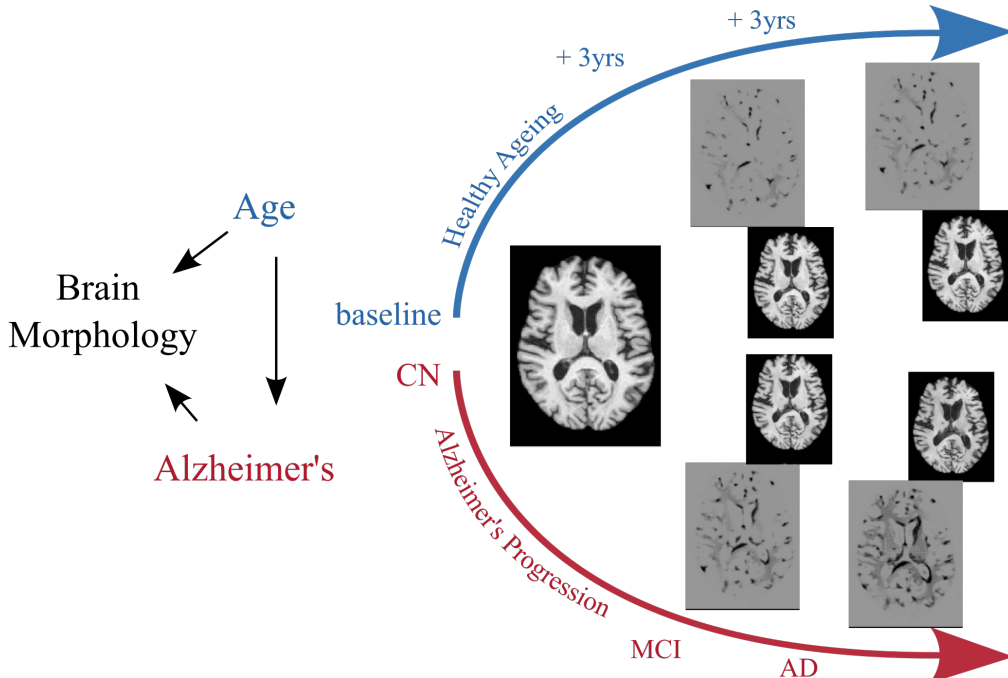 + 3yrs
+ 3yrs
Healthy Ageing
Age
Brain
Morphology
baseline
CN
Alzheimer's
Alzheimer's Progression
MCI
AD